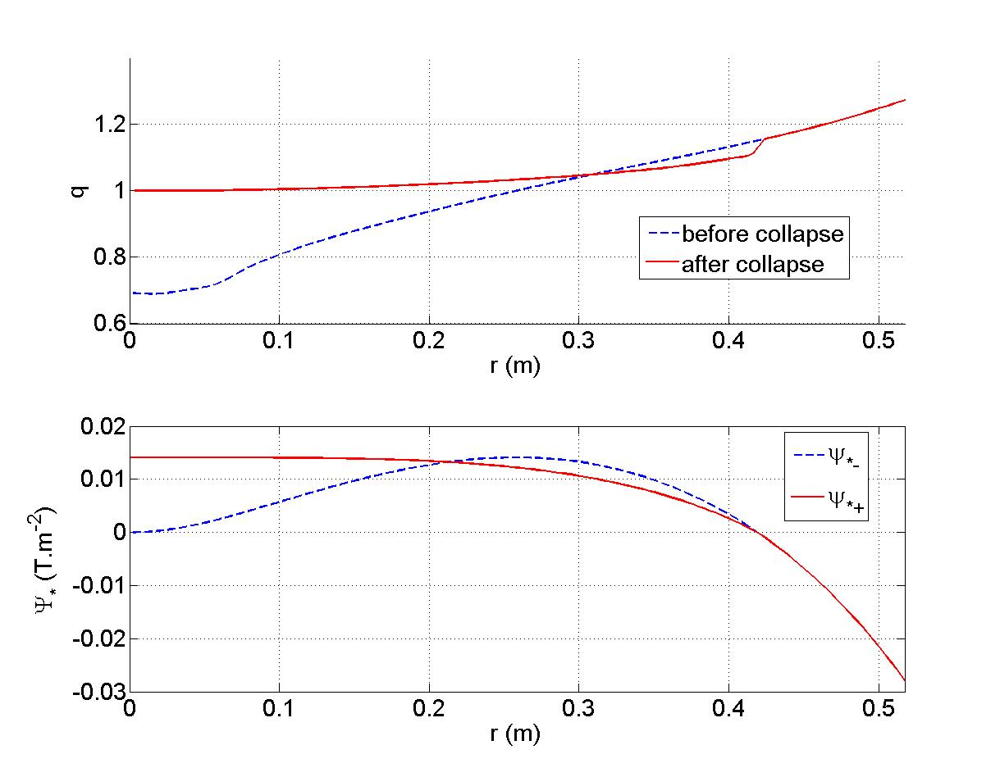 1.2
1
0.8
0.6
q
before collapse
after collapse
0 0.1 0.2 0.3 0.4 0.5
r (m)
0.02
0.01
0
-0.01
-0.02
-0.03
Ψ* (T.m-2)
Ψ*-
Ψ*+
0 0.1 0.2 0.3 0.4 0.5
r (m)